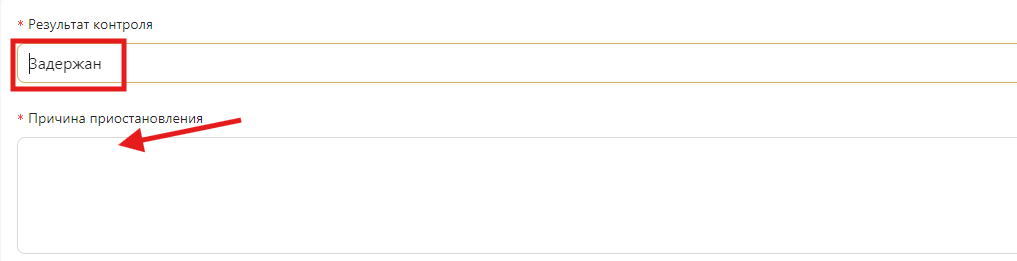 * Результат контроля
Задержан
* Причина приостановления